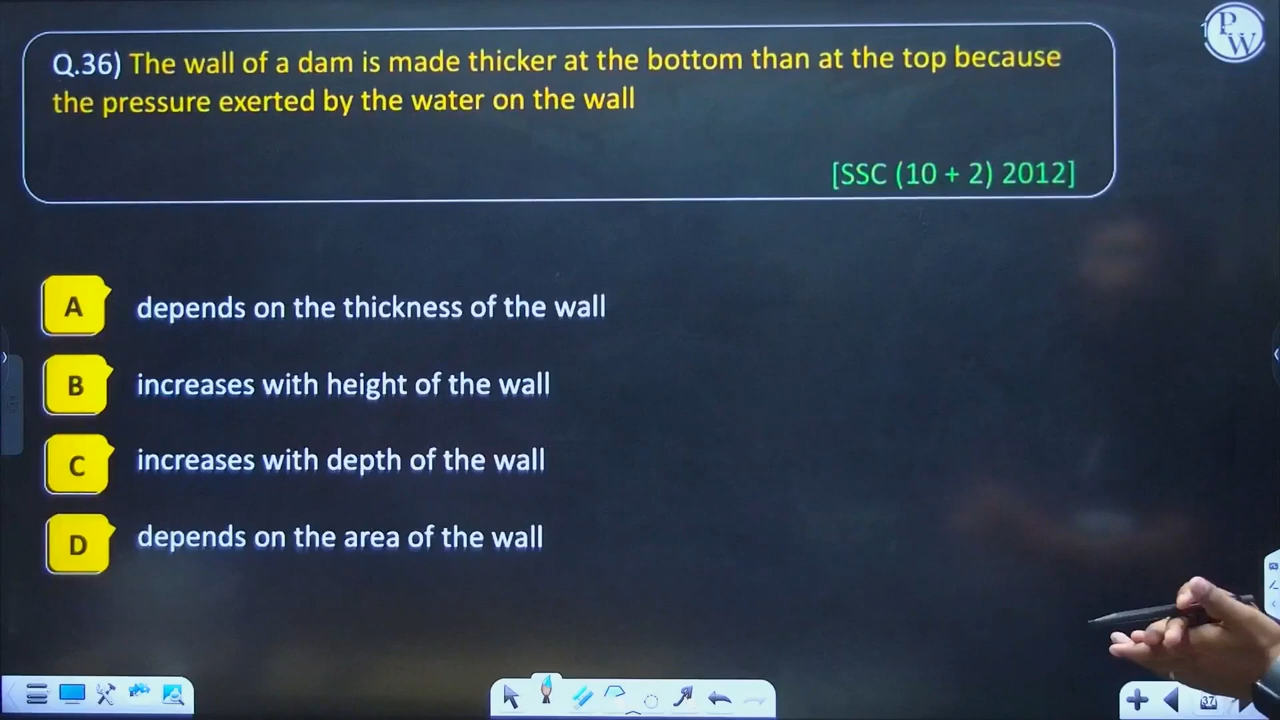 PW
Q.36) The wall of a dam is made thicker at the bottom than at the top because
the pressure exerted by the water on the wall
[SSC (10 + 2) 2012]
A depends on the thickness of the wall
B increases with height of the wall
C increases with depth of the wall
D depends on the area of the wall
37